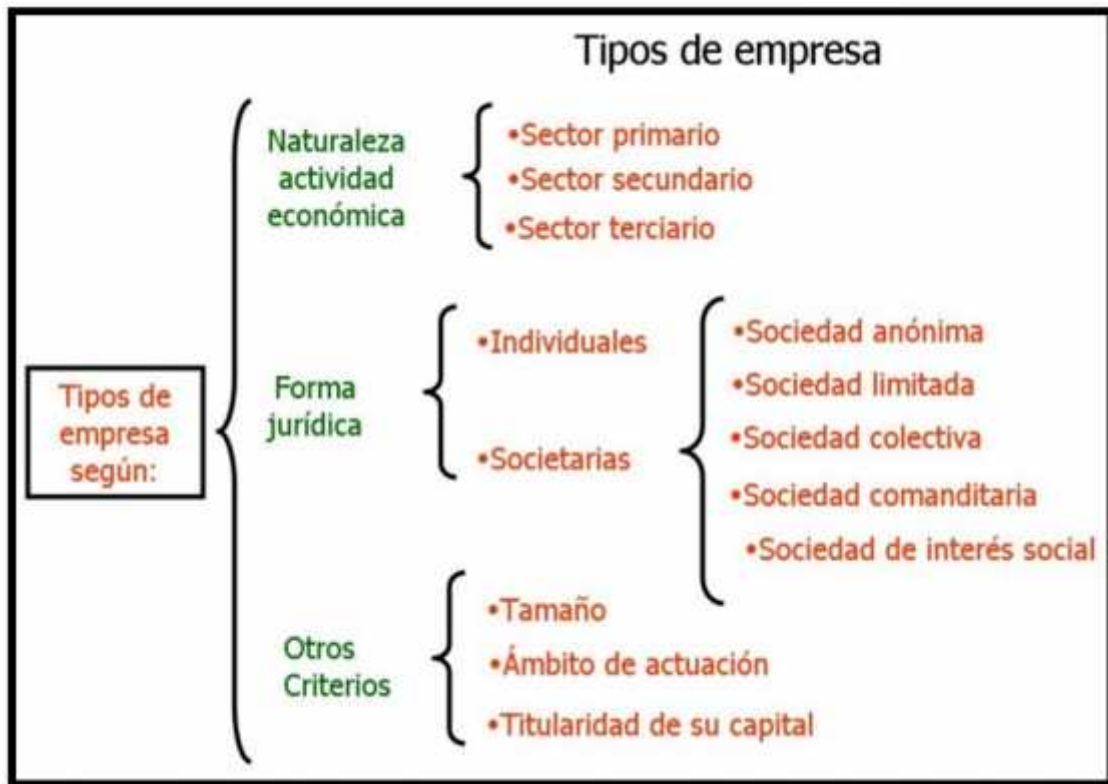 Tipos de empresa
Tipos de
empresa
según:
Naturaleza
actividad
económica
•Sector primario
•Sector secundario
•Sector terciario
Forma
jurídica
•Individuales
•Societarias
•Sociedad anónima
•Sociedad limitada
•Sociedad colectiva
•Sociedad comanditaria
•Sociedad de interés social
Otros
Criterios
•Tamaño
•Ámbito de actuación
•Titularidad de su capital